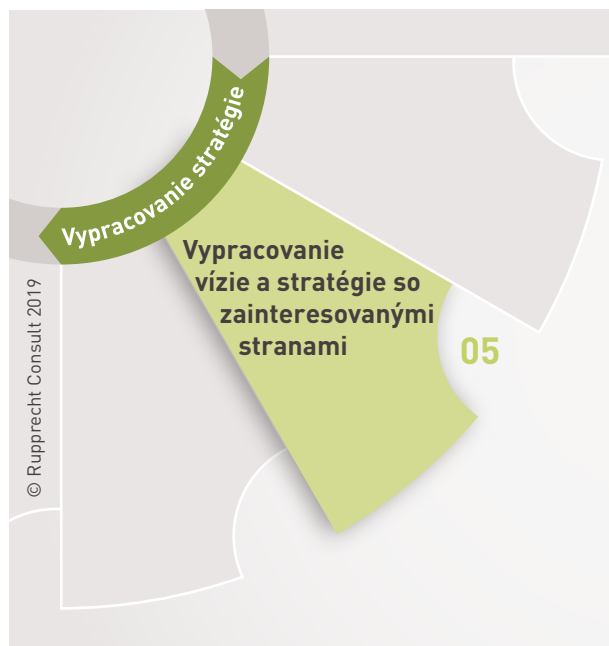 Vypracovanie stratégie
Vypracovanie
vízie a stratégie so
zainteresovanými
stranami
05
© Rupprecht Consult 2019